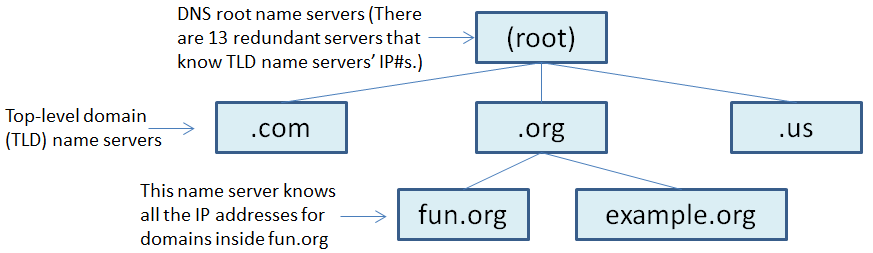 DNS root name servers (There
are 13 redundant servers that
know TLD name servers' IP#s.)
(root)
Top-level domain
(TLD) name servers
.com
.org
.us
This name server knows
all the IP addresses for
domains inside fun.org
fun.org
example.org